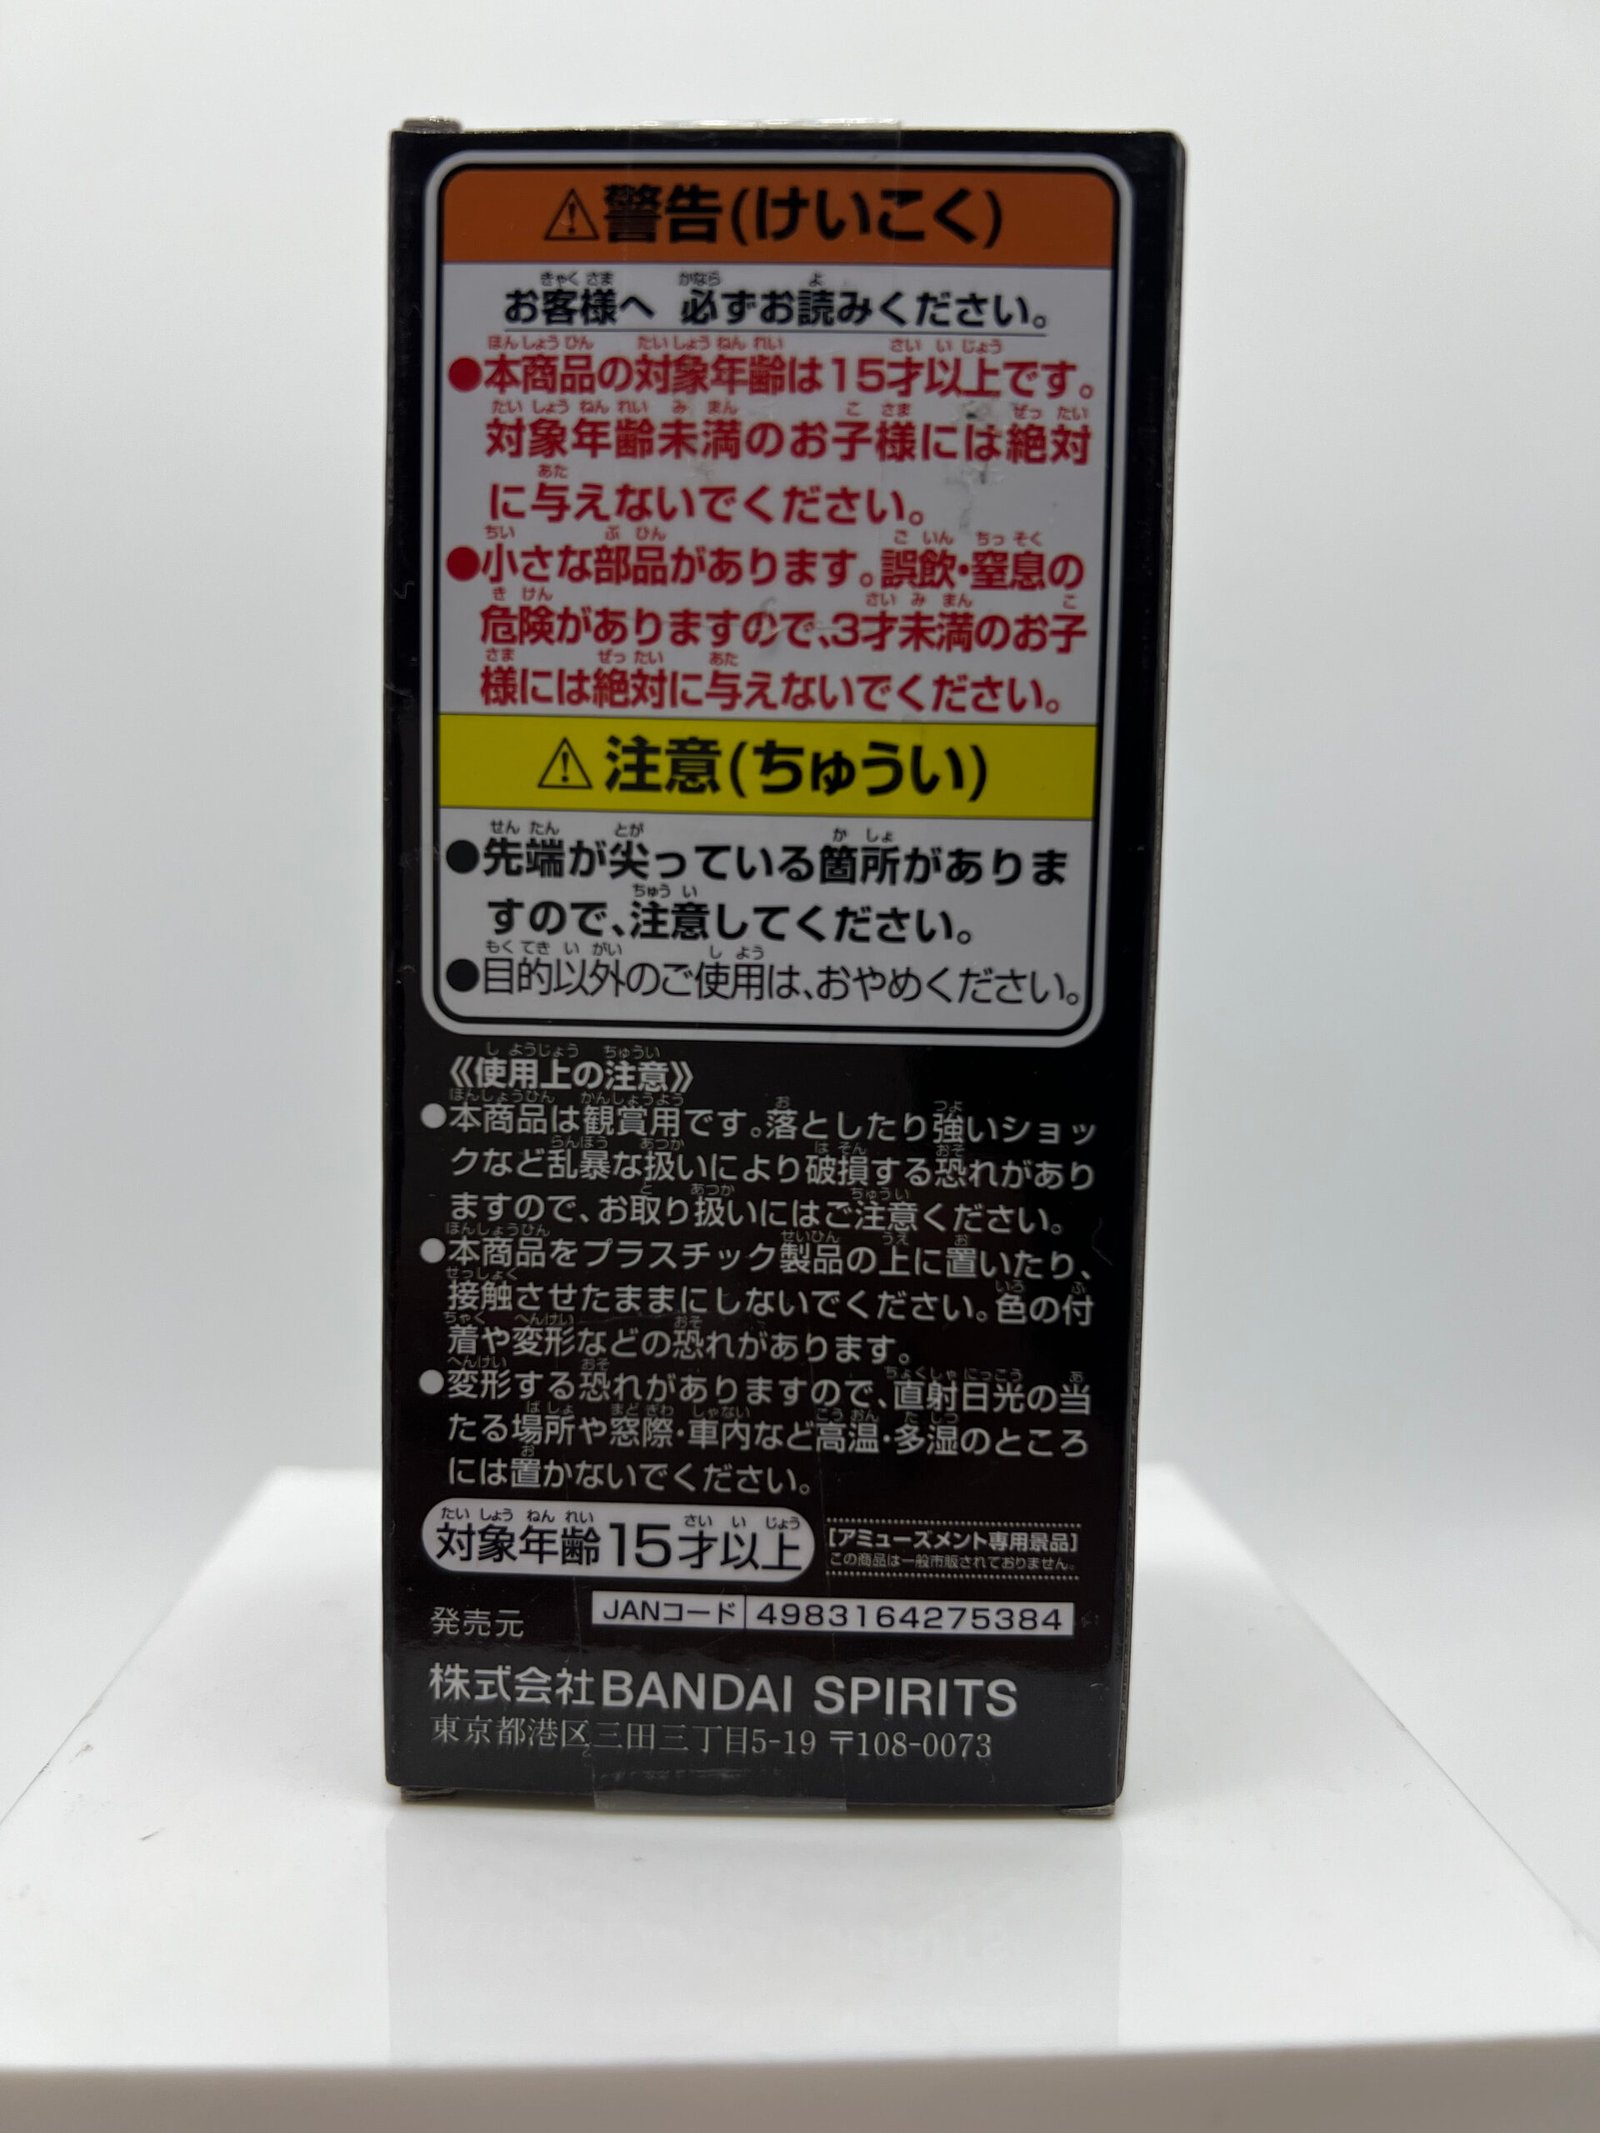 ⚠警告(けいこく)
お客様へ 必ずお読みください。
●本商品の対象年齢は15才以上です。
対象年齢未満のお子様には絶対
に与えないでください。
●小さな部品があります。誤飲・窒息の
危険がありますので、3才未満のお子
様には絶対に与えないでください。
⚠注意(ちゅうい)
●先端が尖っている箇所がありま
すので、注意してください。
●目的以外のご使用は、おやめください。
《使用上の注意》
●本商品は観賞用です。落としたり強いショッ
クなど乱暴な扱いにより破損する恐れがあり
ますので、お取り扱いにはご注意ください。
●本商品をプラスチック製品の上に置いたり、
接触させたままにしないでください。色の付
着や変形などの恐れがあります。
●変形する恐れがありますので、直射日光の当
たる場所や窓際・車内など高温・多湿のところ
には置かないでください。
対象年齢15才以上
[アミューズメント専用景品]
この商品は一般市販されておりません。
JANコード 4983164275384
発売元
株式会社BANDAI SPIRITS
東京都港区三田三丁目5-19 〒108-0073